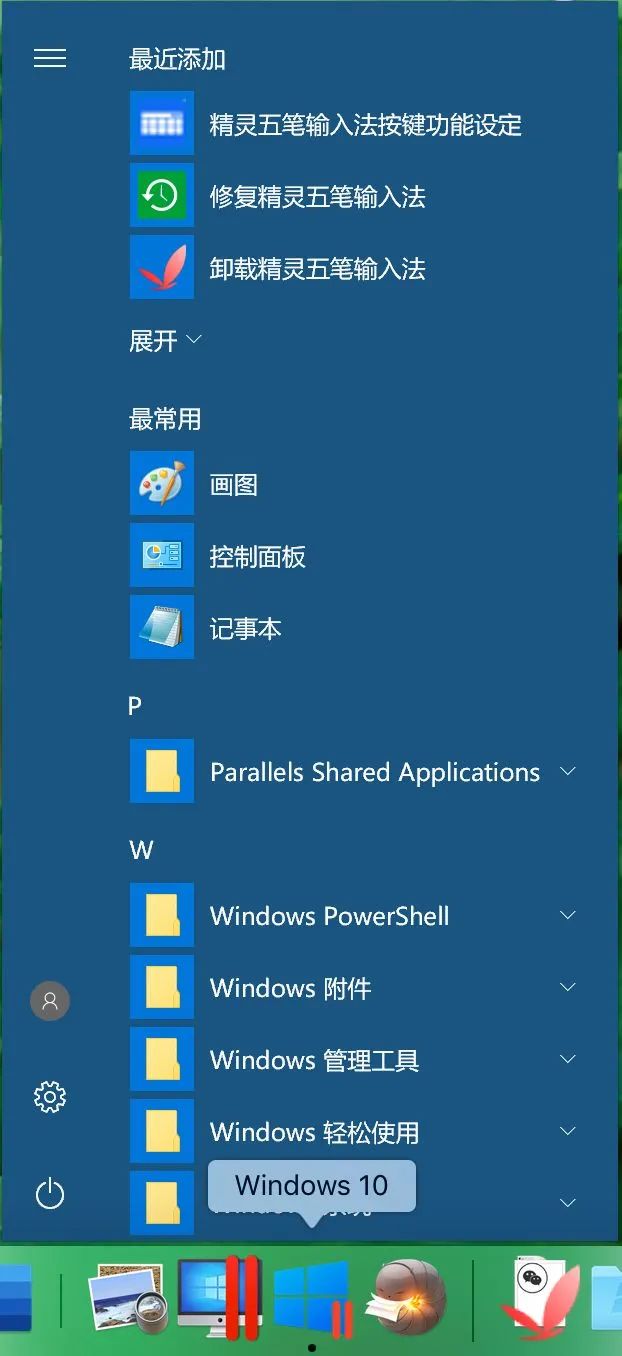 最近添加
精灵五笔输入法按键功能设定
修复精灵五笔输入法
卸载精灵五笔输入法
展开
最常用
画图
控制面板
记事本
P
Parallels Shared Applications
W
Windows PowerShell
Windows 附件
Windows 管理工具
Windows 轻松使用
Windows 10